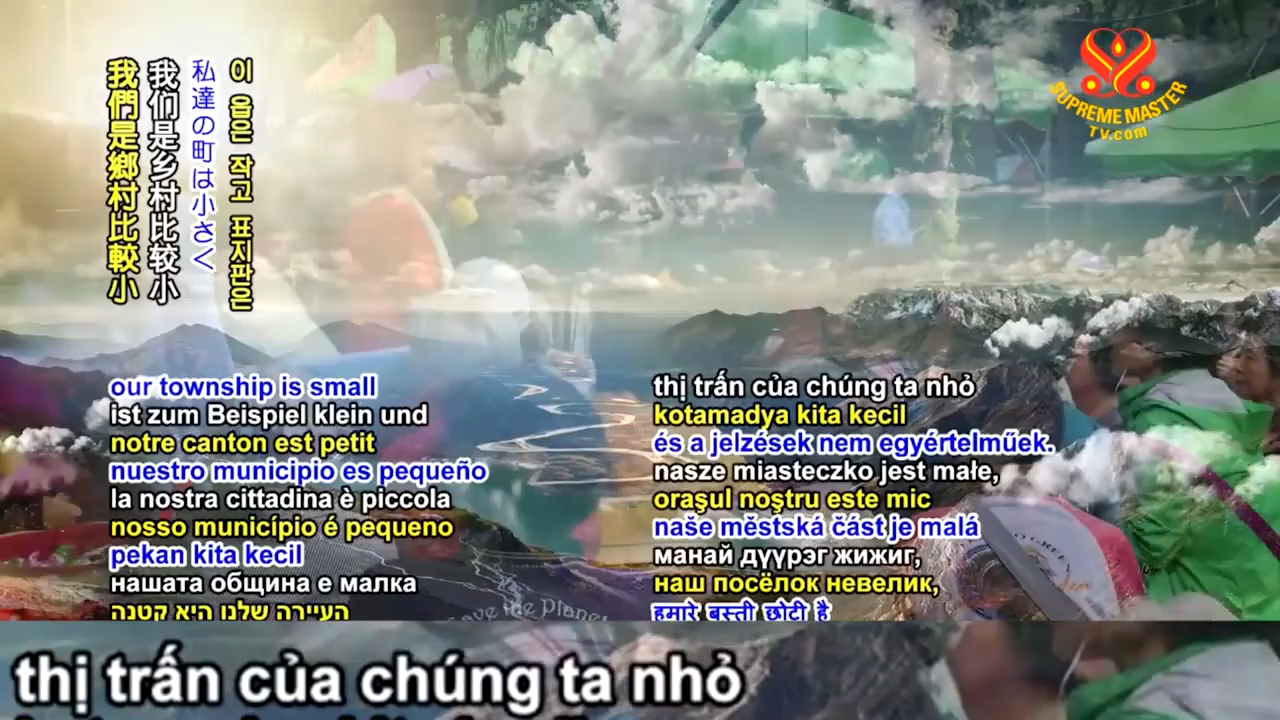 我們是鄉村比較小
我们是乡村比较小
私達の町は小さく
이 읍은 작고 표지판은
SUPREME MASTER
TV.com
our township is small
ist zum Beispiel klein und
notre canton est petit
nuestro municipio es pequeño
la nostra cittadina è piccola
nosso município é pequeno
pekan kita kecil
нашата община е малка
העיירה שלנו היא קטנה
thị trấn của chúng ta nhỏ
kotamadya kita kecil
és a jelzések nem egyértelműek.
nasze miasteczko jest małe,
oraşul noştru este mic
naše městská část je malá
манай дүүрэг жижиг,
наш посёлок невелик,
हमारे बस्ती छोटी है
Save the Planet
thị trấn của chúng ta nhỏ